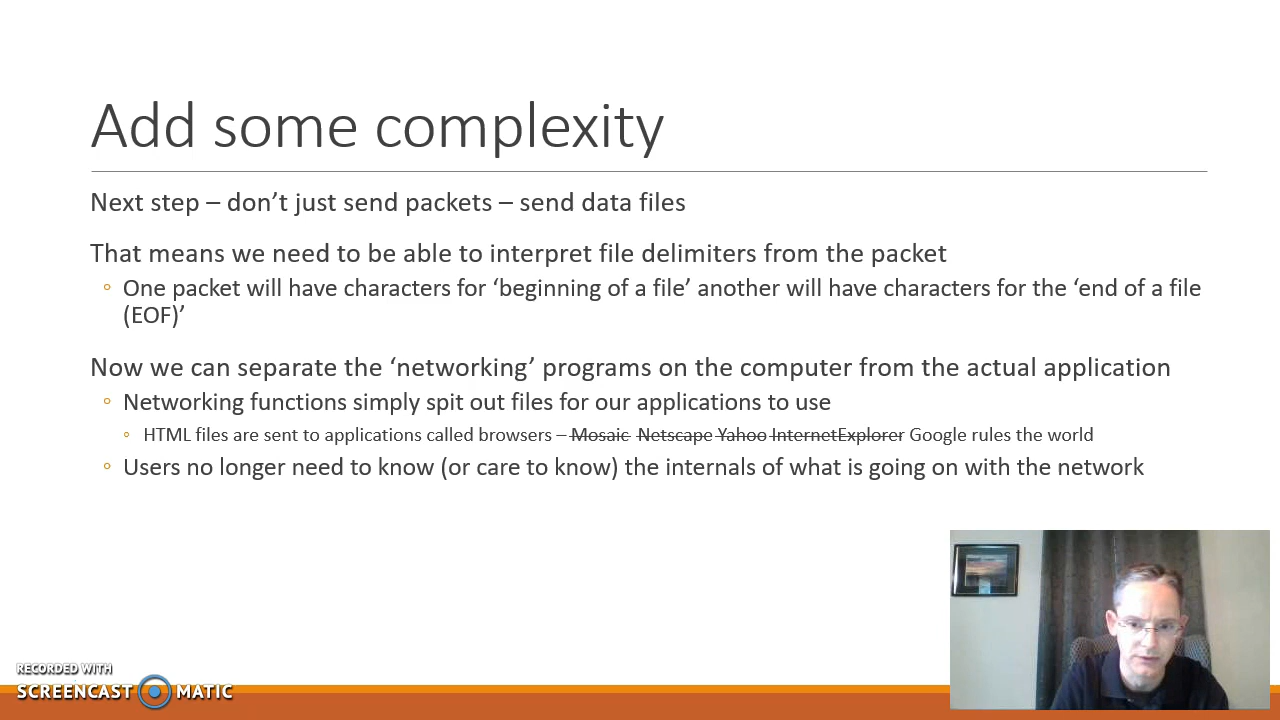 Add some complexity
Next step – don’t just send packets – send data files
That means we need to be able to interpret file delimiters from the packet
◦ One packet will have characters for ‘beginning of a file’ another will have characters for the ‘end of a file
(EOF)’
Now we can separate the ‘networking’ programs on the computer from the actual application
◦ Networking functions simply spit out files for our applications to use
◦ HTML files are sent to applications called browsers – Mosaic Netscape Yahoo InternetExplorer Google rules the world
◦ Users no longer need to know (or care to know) the internals of what is going on with the network
RECORDED WITH
SCREENCAST MATIC